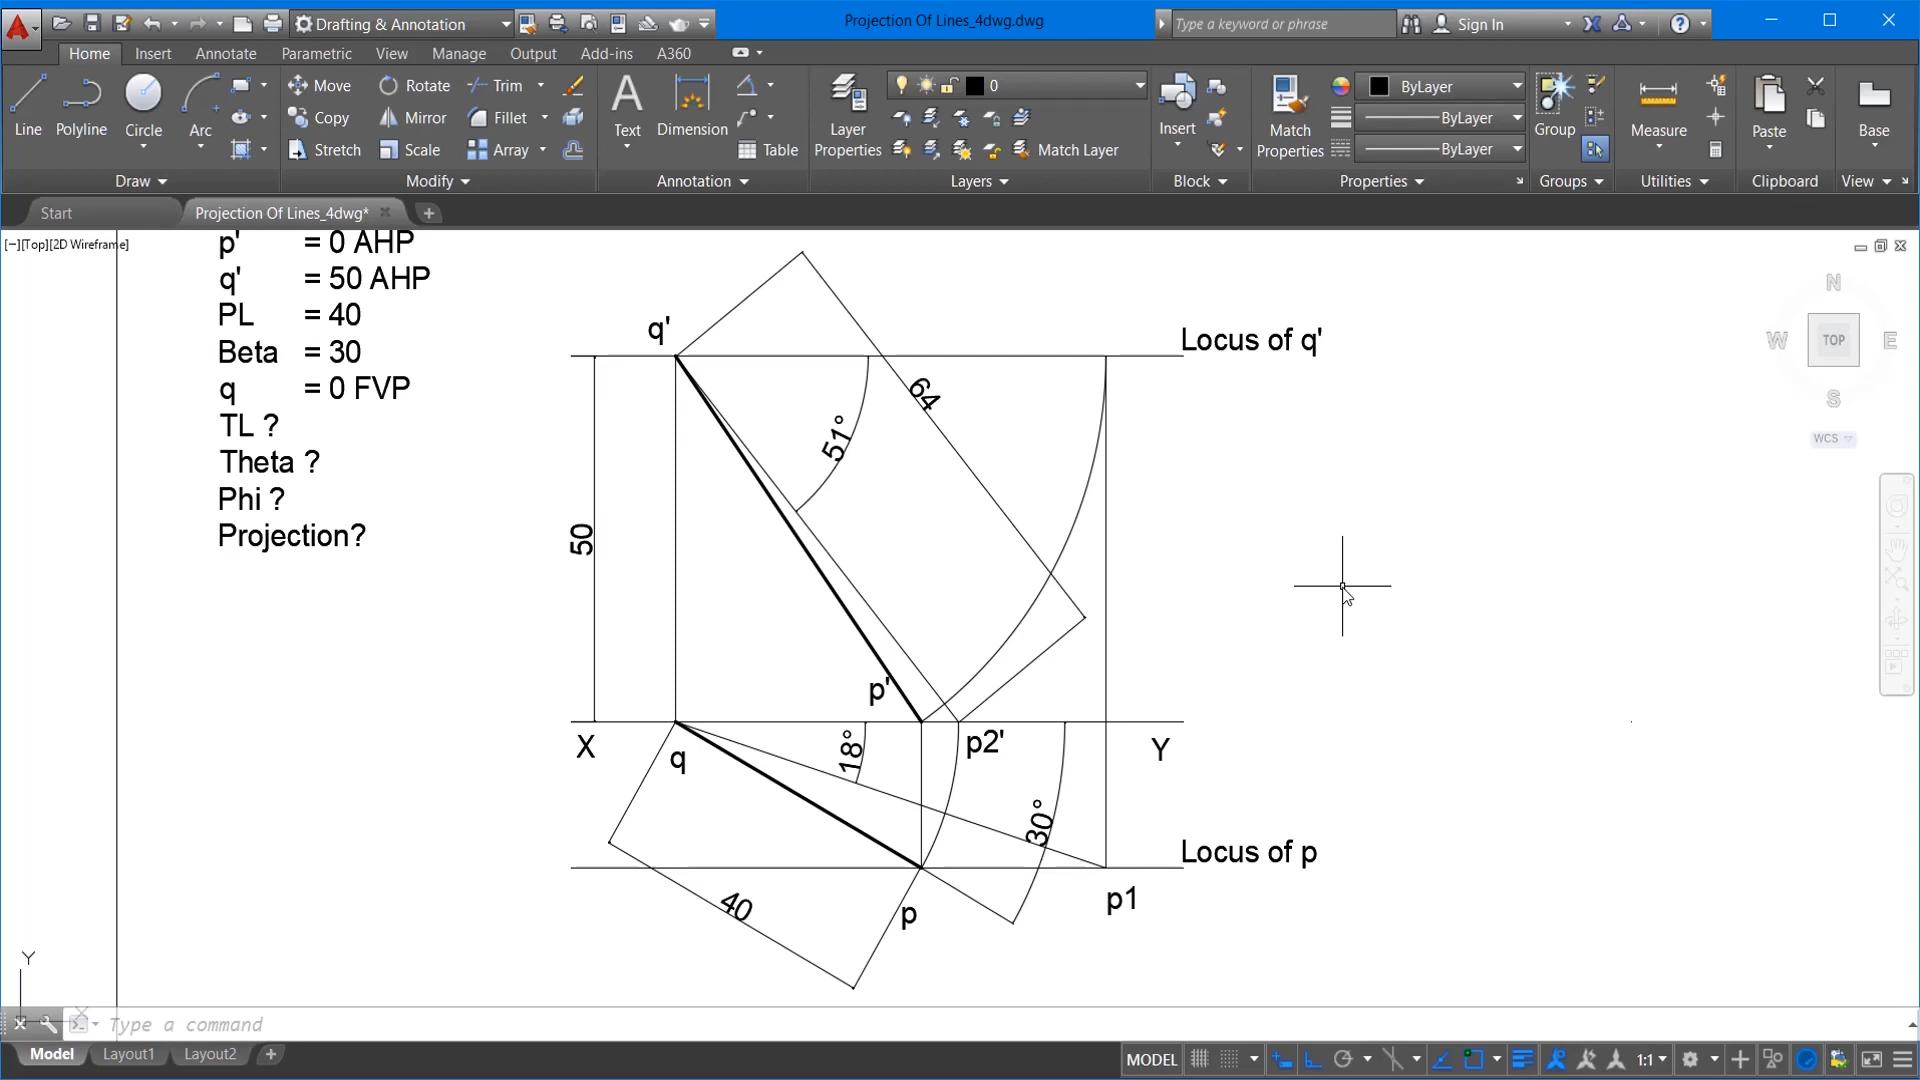 Drafting & Annotation
Projection Of Lines_4dwg.dwg
Type a keyword or phrase
Sign In
Home Insert Annotate Parametric View Manage Output Add-ins A360
Move Rotate Trim
Copy Mirror Fillet
Stretch Scale Array
Line Polyline Circle Arc
Text Dimension
Table
Layer
Properties
0
Match Layer
Insert
Match
Properties
ByLayer
ByLayer
ByLayer
Group
Measure
Paste
Base
Draw Modify Annotation Layers Block Properties Groups Utilities Clipboard View
Start
Projection Of Lines_4dwg*
[−][Top][2D Wireframe]
p' = 0 AHP
q' = 50 AHP
PL = 40
Beta = 30
q = 0 FVP
TL ?
Theta ?
Phi ?
Projection?
q'
Locus of q'
64
51°
50
p'
X
q
18°
p2'
Y
30°
Locus of p
40
p
p1
N
W TOP E
S
WCS
Y
X
Type a command
Model Layout1 Layout2
MODEL
1:1